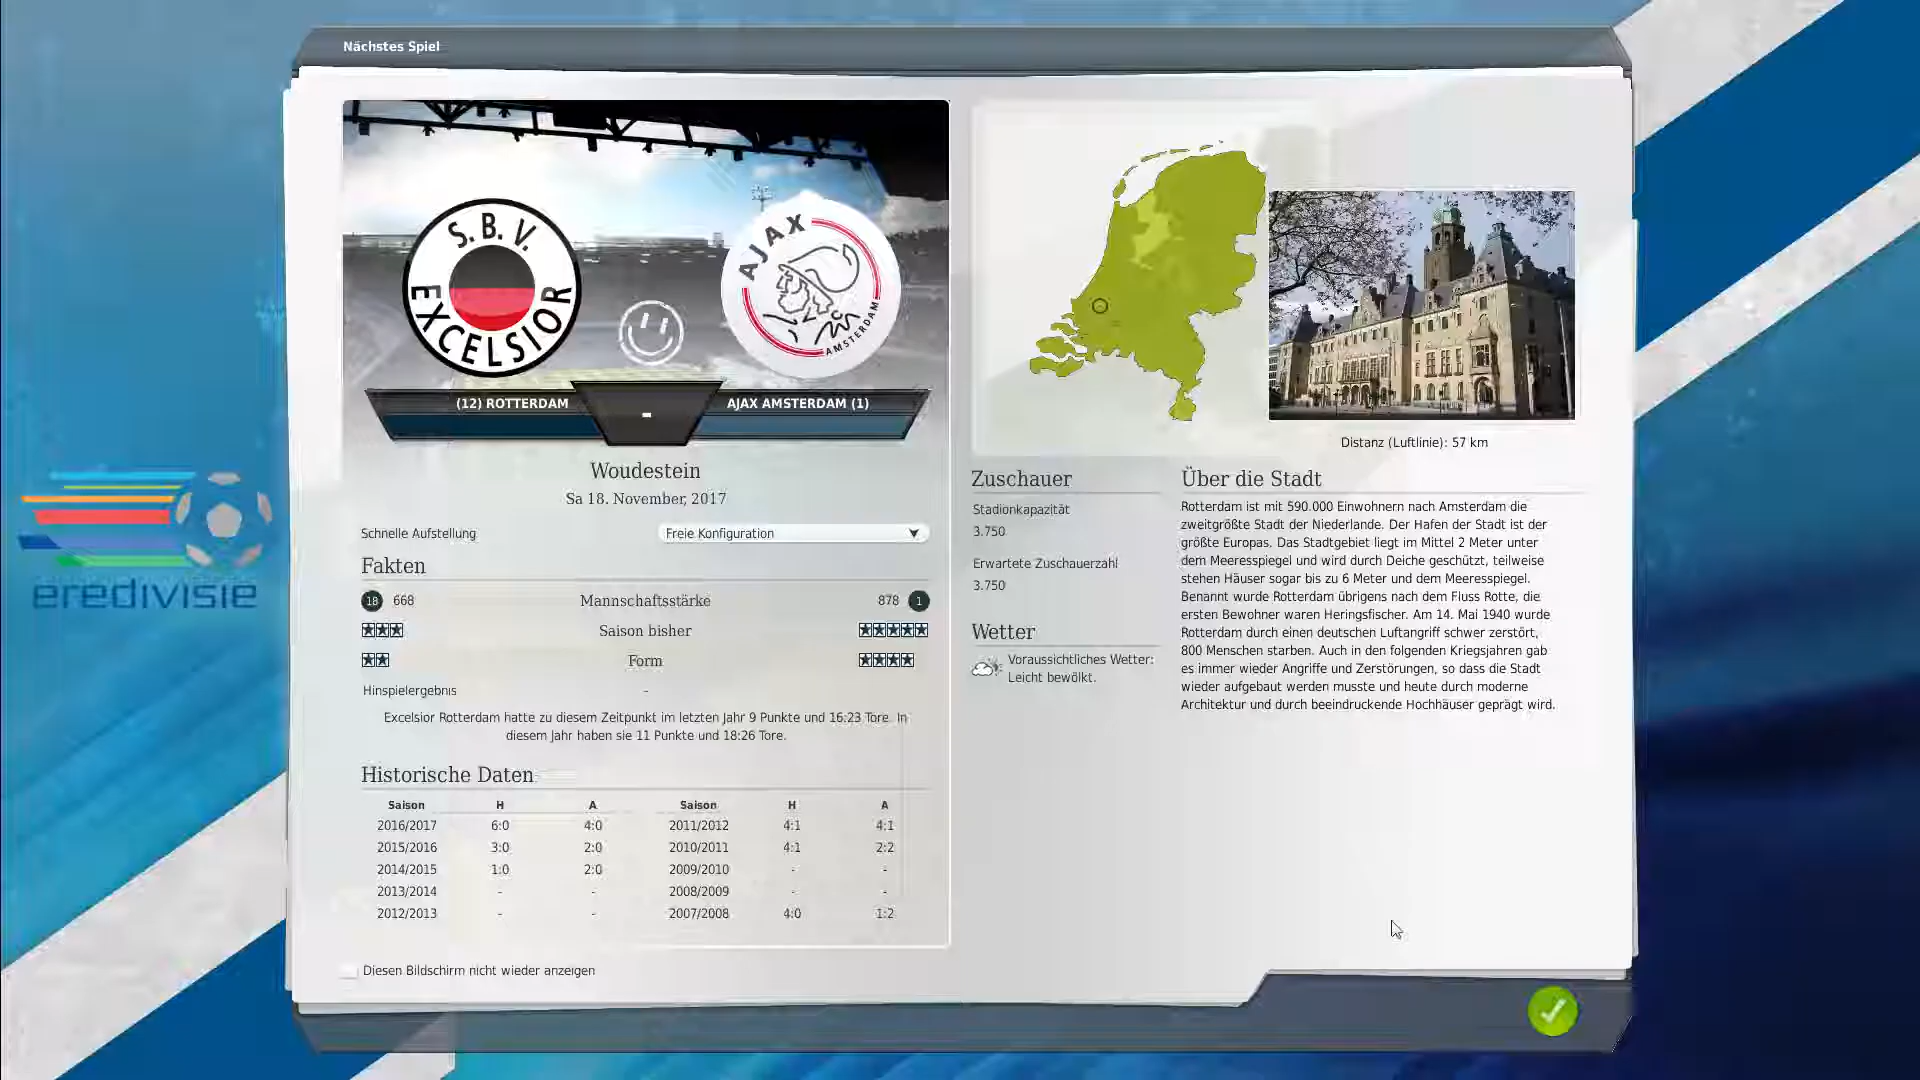 Nächstes Spiel
S.B.V.
EXCELSIOR
AJAX
AMSTERDAM
(12) ROTTERDAM
-
AJAX AMSTERDAM (1)
Woudestein
Sa 18. November, 2017
Schnelle Aufstellung
Freie Konfiguration
Fakten
18 668 Mannschaftsstärke 878 1
Saison bisher
Form
Hinspielergebnis -
Excelsior Rotterdam hatte zu diesem Zeitpunkt im letzten Jahr 9 Punkte und 16:23 Tore. In
diesem Jahr haben sie 11 Punkte und 18:26 Tore.
Historische Daten
Saison H A Saison H A
2016/2017 6:0 4:0 2011/2012 4:1 4:1
2015/2016 3:0 2:0 2010/2011 4:1 2:2
2014/2015 1:0 2:0 2009/2010 - -
2013/2014 - - 2008/2009 - -
2012/2013 - - 2007/2008 4:0 1:2
Diesen Bildschirm nicht wieder anzeigen
Distanz (Luftlinie): 57 km
Zuschauer
Stadionkapazität
3.750
Erwartete Zuschauerzahl
3.750
Wetter
Voraussichtliches Wetter:
Leicht bewölkt.
Über die Stadt
Rotterdam ist mit 590.000 Einwohnern nach Amsterdam die
zweitgrößte Stadt der Niederlande. Der Hafen der Stadt ist der
größte Europas. Das Stadtgebiet liegt im Mittel 2 Meter unter
dem Meeresspiegel und wird durch Deiche geschützt, teilweise
stehen Häuser sogar bis zu 6 Meter und dem Meeresspiegel.
Benannt wurde Rotterdam übrigens nach dem Fluss Rotte, die
ersten Bewohner waren Heringsfischer. Am 14. Mai 1940 wurde
Rotterdam durch einen deutschen Luftangriff schwer zerstört,
800 Menschen starben. Auch in den folgenden Kriegsjahren gab
es immer wieder Angriffe und Zerstörungen, so dass die Stadt
wieder aufgebaut werden musste und heute durch moderne
Architektur und durch beeindruckende Hochhäuser geprägt wird.
eredivisie